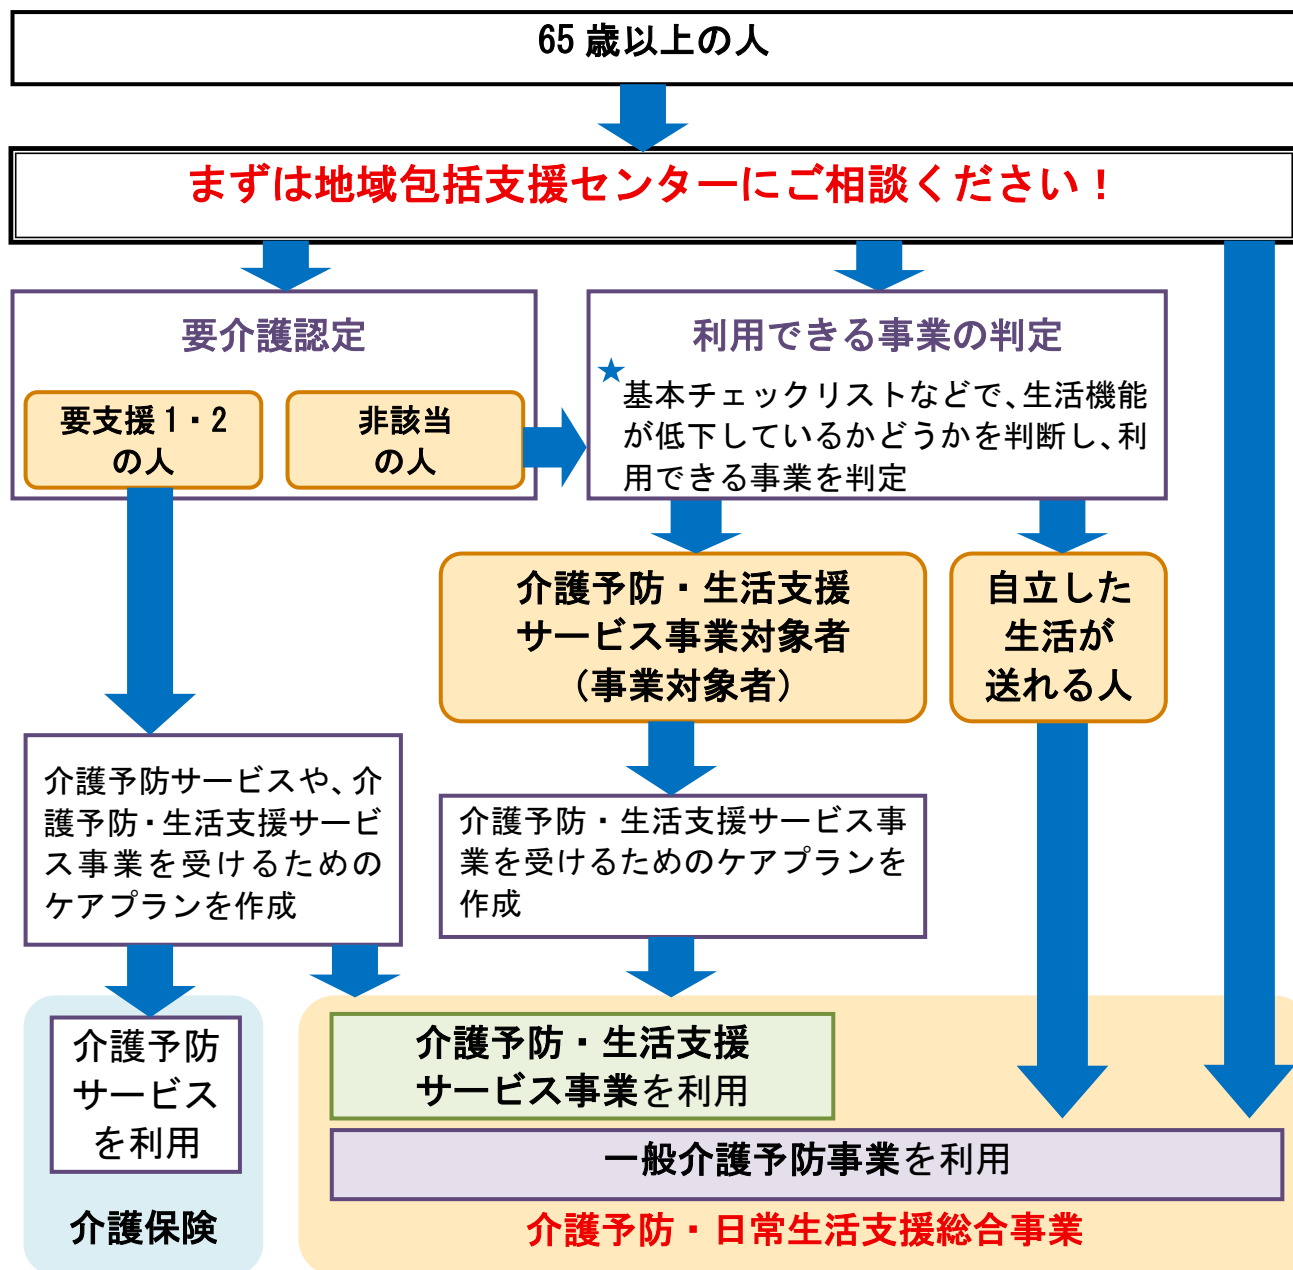 65歳以上の人
まずは地域包括支援センターにご相談ください！
要介護認定
要支援1・2
の人
非該当
の人
利用できる事業の判定
★
基本チェックリストなどで、生活機能
が低下しているかどうかを判断し、利
用できる事業を判定
介護予防・生活支援
サービス事業対象者
（事業対象者）
自立した
生活が
送れる人
介護予防サービスや、介
護予防・生活支援サービ
ス事業を受けるための
ケアプランを作成
介護予防・生活支援サービス事
業を受けるためのケアプランを
作成
介護予防
サービス
を利用
介護保険
介護予防・生活支援
サービス事業を利用
一般介護予防事業を利用
介護予防・日常生活支援総合事業